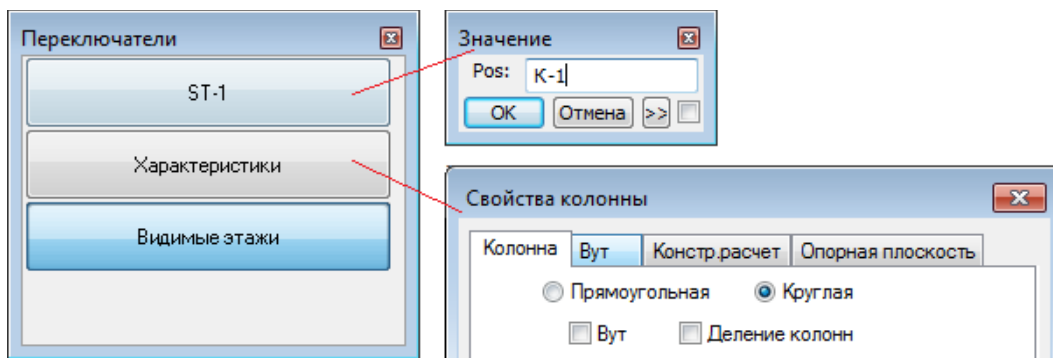 Переключатели
ST-1
Характеристики
Видимые этажи
Значение
Pos: К-1
OK Отмена >>
Свойства колонны
Колонна Вут Констр.расчет Опорная плоскость
Прямоугольная Круглая
Вут Деление колонн